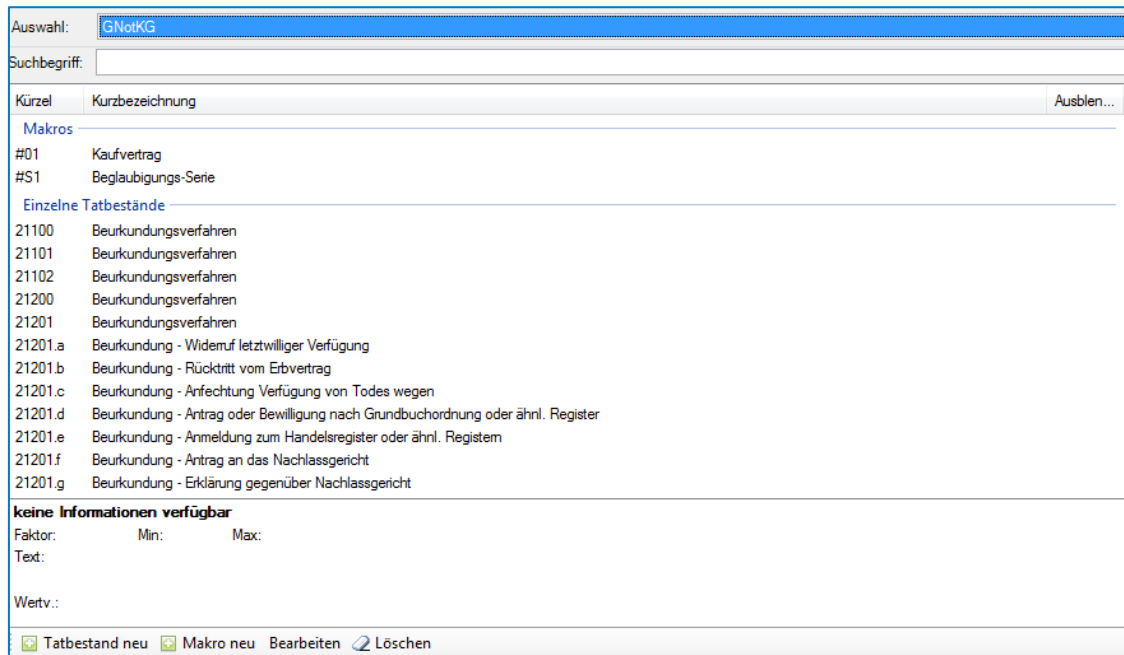 Auswahl: GNotKG
Suchbegriff:
Kürzel Kurzbezeichnung Ausblen...
Makros
#01 Kaufvertrag
#S1 Beglaubigungs-Serie
Einzelne Tatbestände
21100 Beurkundungsverfahren
21101 Beurkundungsverfahren
21102 Beurkundungsverfahren
21200 Beurkundungsverfahren
21201 Beurkundungsverfahren
21201.a Beurkundung - Widerruf letztwilliger Verfügung
21201.b Beurkundung - Rücktritt vom Erbvertrag
21201.c Beurkundung - Anfechtung Verfügung von Todes wegen
21201.d Beurkundung - Antrag oder Bewilligung nach Grundbuchordnung oder ähnl. Register
21201.e Beurkundung - Anmeldung zum Handelsregister oder ähnl. Registern
21201.f Beurkundung - Antrag an das Nachlassgericht
21201.g Beurkundung - Erklärung gegenüber Nachlassgericht
keine Informationen verfügbar
Faktor: Min: Max:
Text:
Wertv.:
Tatbestand neu Makro neu Bearbeiten Löschen